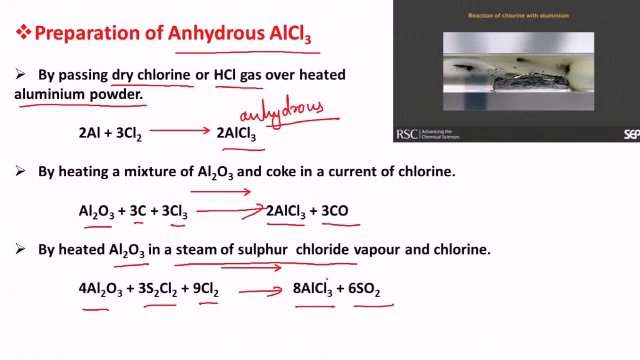 ❖Preparation of Anhydrous AlCl₃
➢ By passing dry chlorine or HCl gas over heated
aluminium powder.
anhydrous
2Al + 3Cl₂ ⟶ 2AlCl₃
➢ By heating a mixture of Al₂O₃ and coke in a current of chlorine.
Al₂O₃ + 3C + 3Cl₃ ⟶ 2AlCl₃ + 3CO
➢ By heated Al₂O₃ in a steam of sulphur chloride vapour and chlorine.
4Al₂O₃ + 3S₂Cl₂ + 9Cl₂ ⟶ 8AlCl₃ + 6SO₂
Reaction of chlorine with aluminium
RSC | Advancing the
Chemical Sciences
SEP